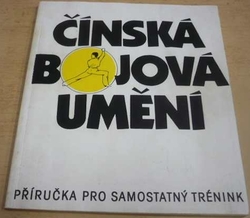 ČÍNSKÁ
BOJOVÁ
UMĚNÍ
PŘÍRUČKA PRO SAMOSTATNÝ TRÉNINK